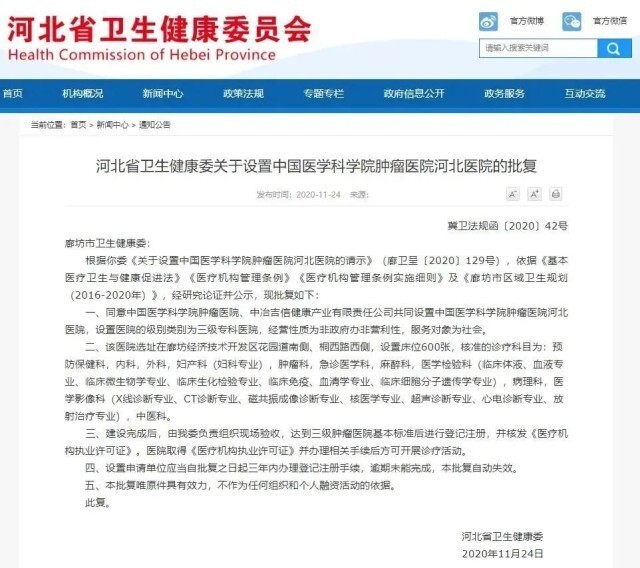 河北省卫生健康委员会
Health Commission of Hebei Province
官方微博 官方微信
请输入搜索关键词
首页 机构概况 新闻中心 政策法规 专题专栏 政府信息公开 政务服务 互动交流
当前位置：首页 > 新闻中心 > 通知公告
河北省卫生健康委关于设置中国医学科学院肿瘤医院河北医院的批复
发布时间：2020-11-24 来源：
A- A+
冀卫法规函〔2020〕42号
廊坊市卫生健康委：
根据你委《关于设置中国医学科学院肿瘤医院河北医院的请示》（廊卫呈〔2020〕129号），依据《基本
医疗卫生与健康促进法》《医疗机构管理条例》《医疗机构管理条例实施细则》及《廊坊市区域卫生规划
（2016-2020年）》，经研究论证并公示，现批复如下：
一、同意中国医学科学院肿瘤医院、中冶吉信健康产业有限责任公司共同设置中国医学科学院肿瘤医院河北
医院，设置医院的级别类别为三级专科医院，经营性质为非政府办非营利性，服务对象为社会。
二、该医院选址在廊坊经济技术开发区花园道南侧、桐西路西侧，设置床位600张，核准的诊疗科目为：预
防保健科，内科，外科，妇产科（妇科专业），肿瘤科，急诊医学科，麻醉科，医学检验科（临床体液、血液专
业、临床微生物学专业、临床生化检验专业、临床免疫、血清学专业、临床细胞分子遗传学专业），病理科，医
学影像科（X线诊断专业、CT诊断专业、磁共振成像诊断专业、核医学专业、超声诊断专业、心电诊断专业、放
射治疗专业），中医科。
三、建设完成后，由我委负责组织现场验收，达到三级肿瘤医院基本标准后进行登记注册，并核发《医疗机
构执业许可证》。医院取得《医疗机构执业许可证》并办理相关手续后方可开展诊疗活动。
四、设置申请单位应当自批复之日起三年内办理登记注册手续，逾期未能完成，本批复自动失效。
五、本批复唯原件具有效力，不作为任何组织和个人融资活动的依据。
此复。
河北省卫生健康委
2020年11月24日